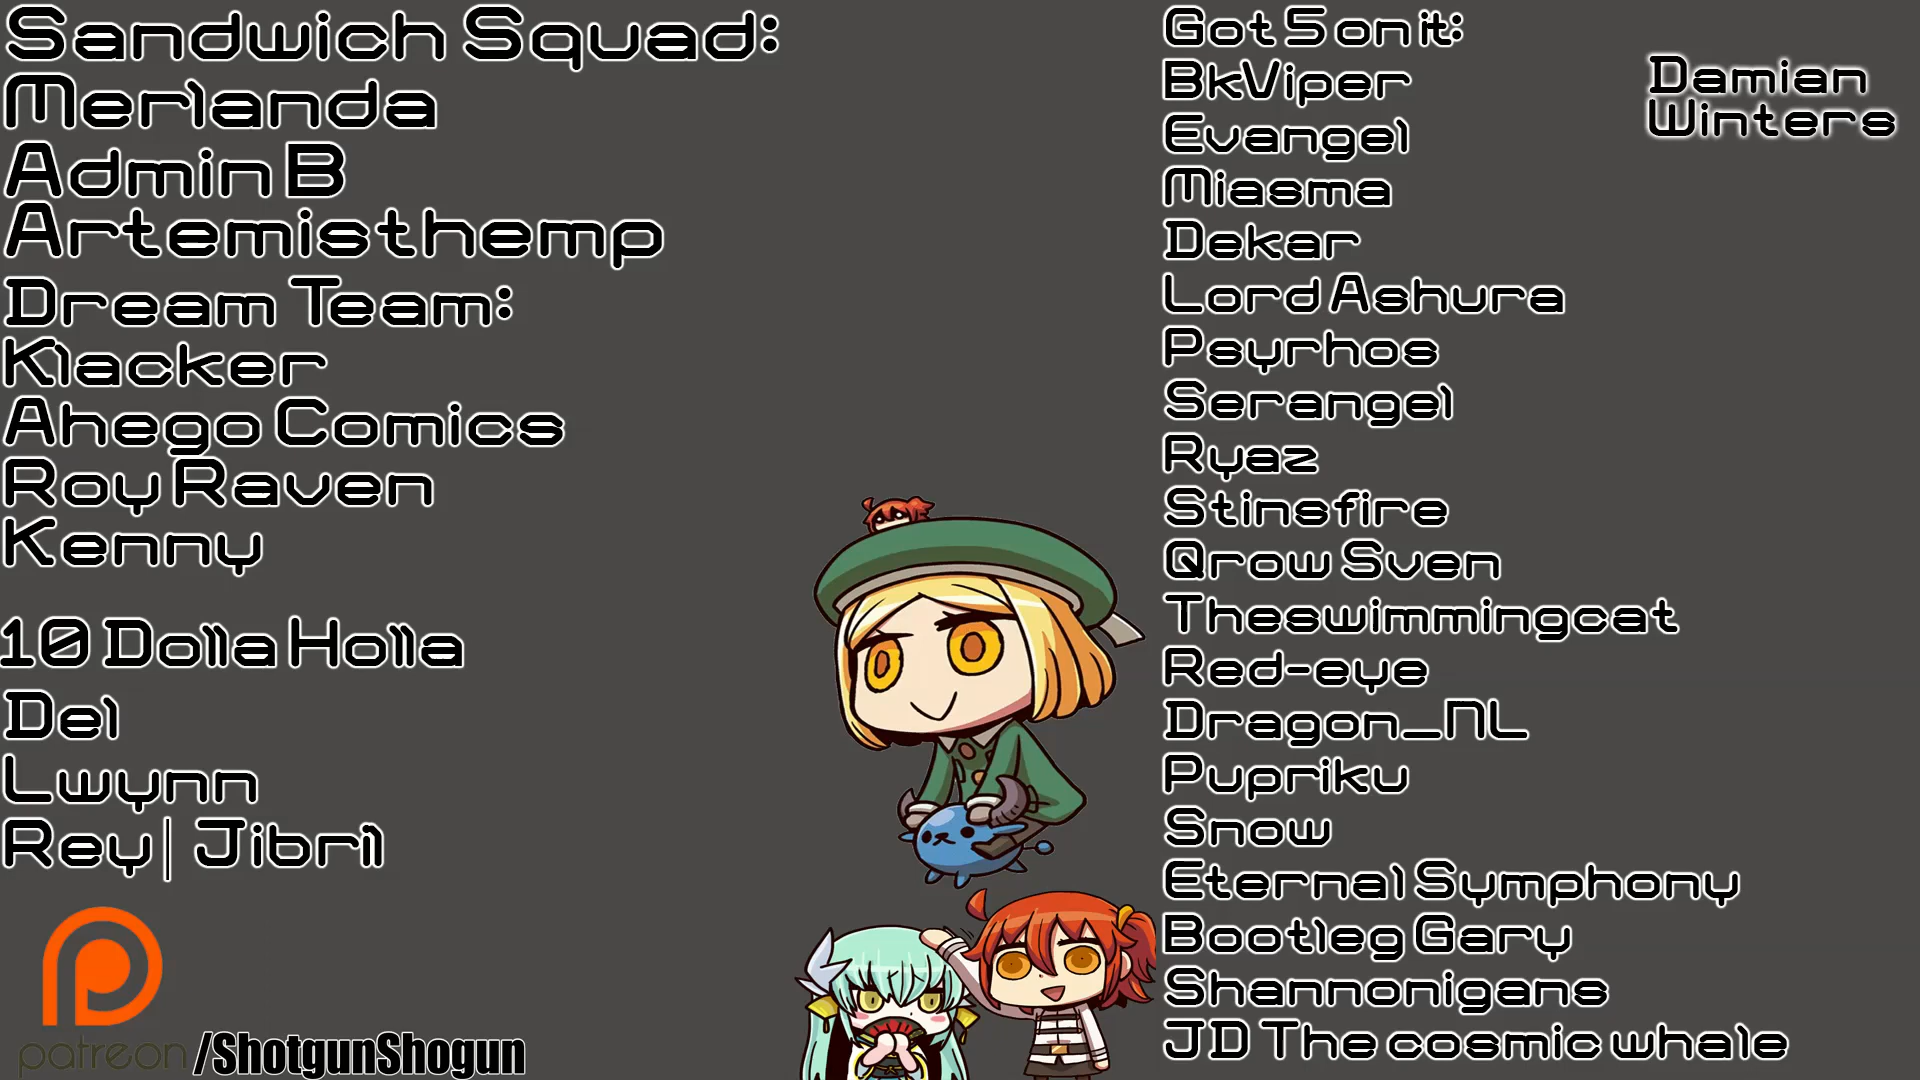 Sandwich Squad:
Merlanda
Admin B
Artemisthemp
Dream Team:
Klacker
Ahego Comics
Roy Raven
Kenny
10 Dolla Holla
Del
Lwynn
Rey| Jibril
patreon /ShotgunShogun
Got 5 on it:
BkViper
Evangel
Miasma
Dekar
Lord Ashura
Psyrhos
Serangel
Ryaz
Stinsfire
Qrow Sven
Theswimmingcat
Red-eye
Dragon_NL
Pupriku
Snow
Eternal Symphony
Bootleg Gary
Shannonigans
JD The cosmic whale
Damian
Winters